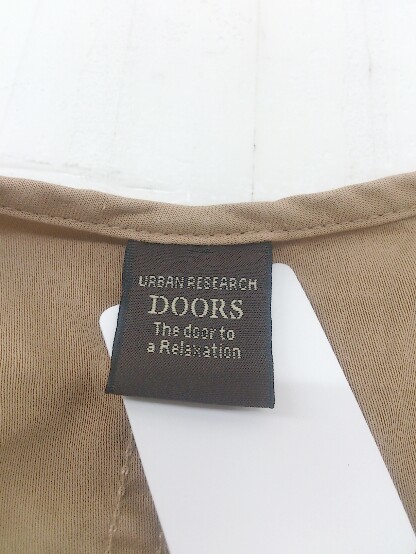 URBAN RESEARCH
DOORS
The door to
a Relaxation